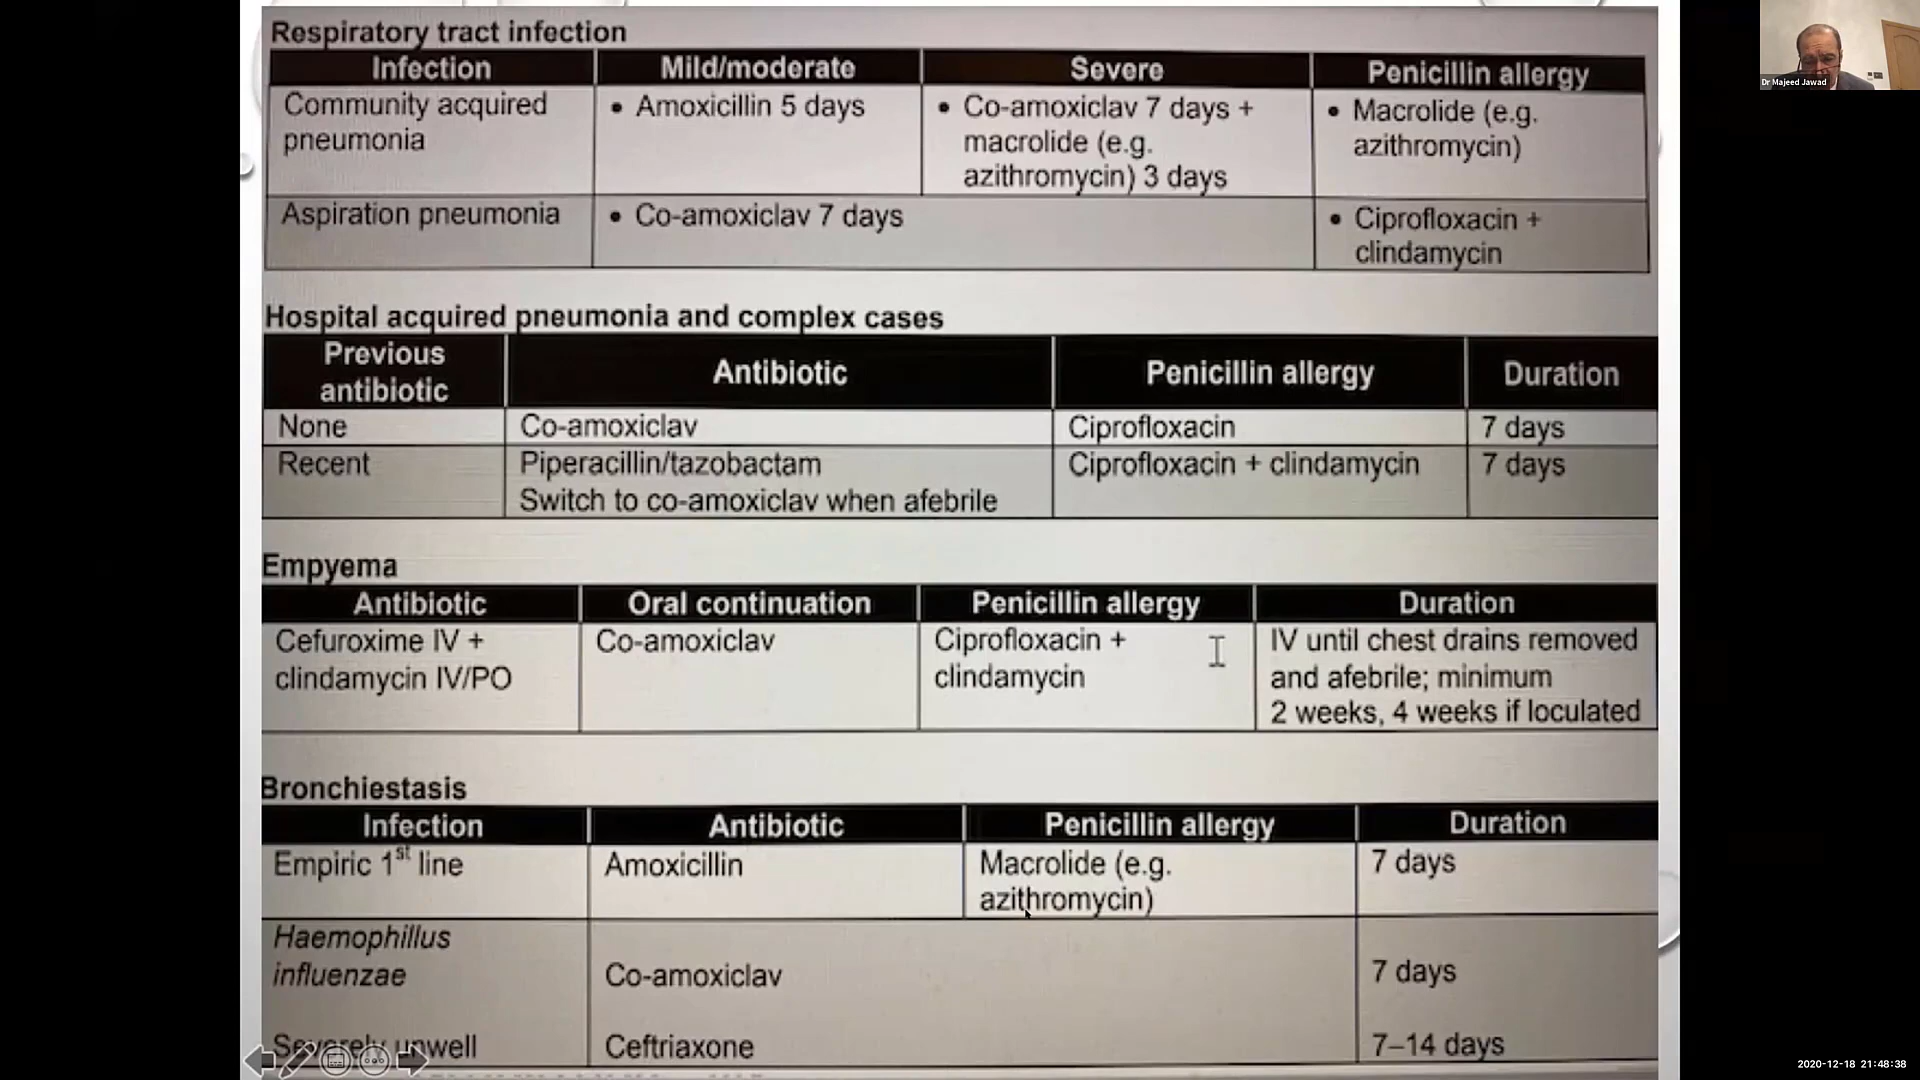 Respiratory tract infection
Infection Mild/moderate Severe Penicillin allergy
Community acquired pneumonia
• Amoxicillin 5 days
• Co-amoxiclav 7 days + macrolide (e.g. azithromycin) 3 days
• Macrolide (e.g. azithromycin)
Aspiration pneumonia
• Co-amoxiclav 7 days
• Ciprofloxacin + clindamycin
Hospital acquired pneumonia and complex cases
Previous antibiotic Antibiotic Penicillin allergy Duration
None Co-amoxiclav Ciprofloxacin 7 days
Recent Piperacillin/tazobactam Ciprofloxacin + clindamycin 7 days
Switch to co-amoxiclav when afebrile
Empyema
Antibiotic Oral continuation Penicillin allergy Duration
Cefuroxime IV + clindamycin IV/PO
Co-amoxiclav
Ciprofloxacin + clindamycin
IV until chest drains removed and afebrile; minimum 2 weeks, 4 weeks if loculated
Bronchiestasis
Infection Antibiotic Penicillin allergy Duration
Empiric 1st line Amoxicillin Macrolide (e.g. azithromycin) 7 days
Haemophillus influenzae Co-amoxiclav 7 days
Severely unwell Ceftriaxone 7–14 days
Dr Majeed Jawad
2020-12-18 21:48:38